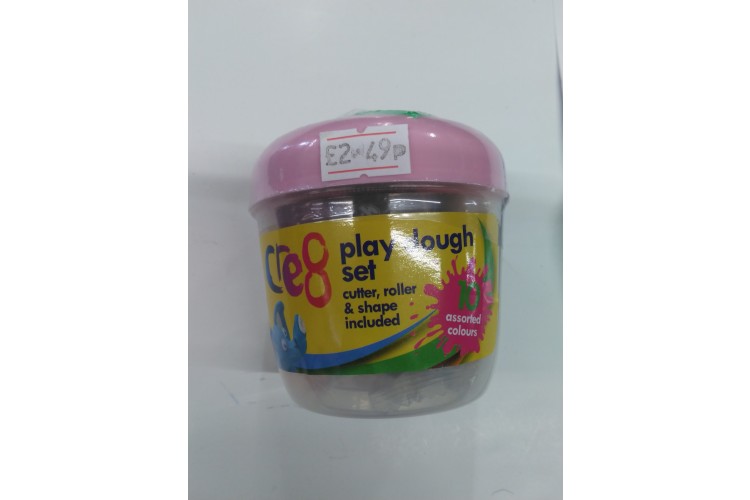 £2-49p
cre8
play dough
set
cutter, roller
& shape
included
10
assorted
colours